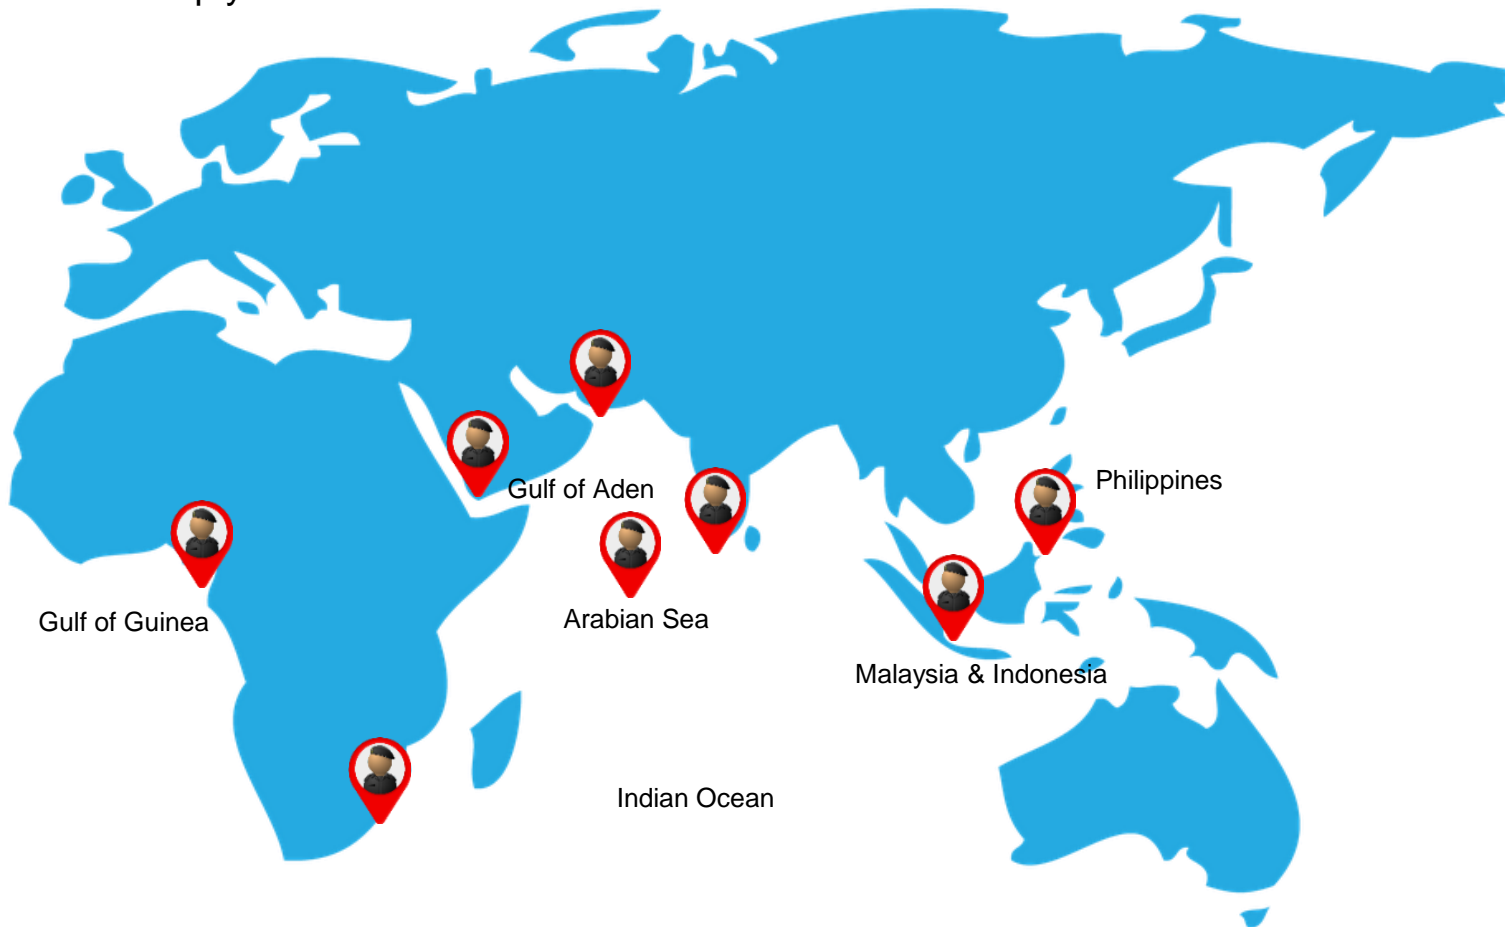 Philippines
Gulf of Aden
Arabian Sea
Gulf of Guinea
Malaysia & Indonesia
Indian Ocean